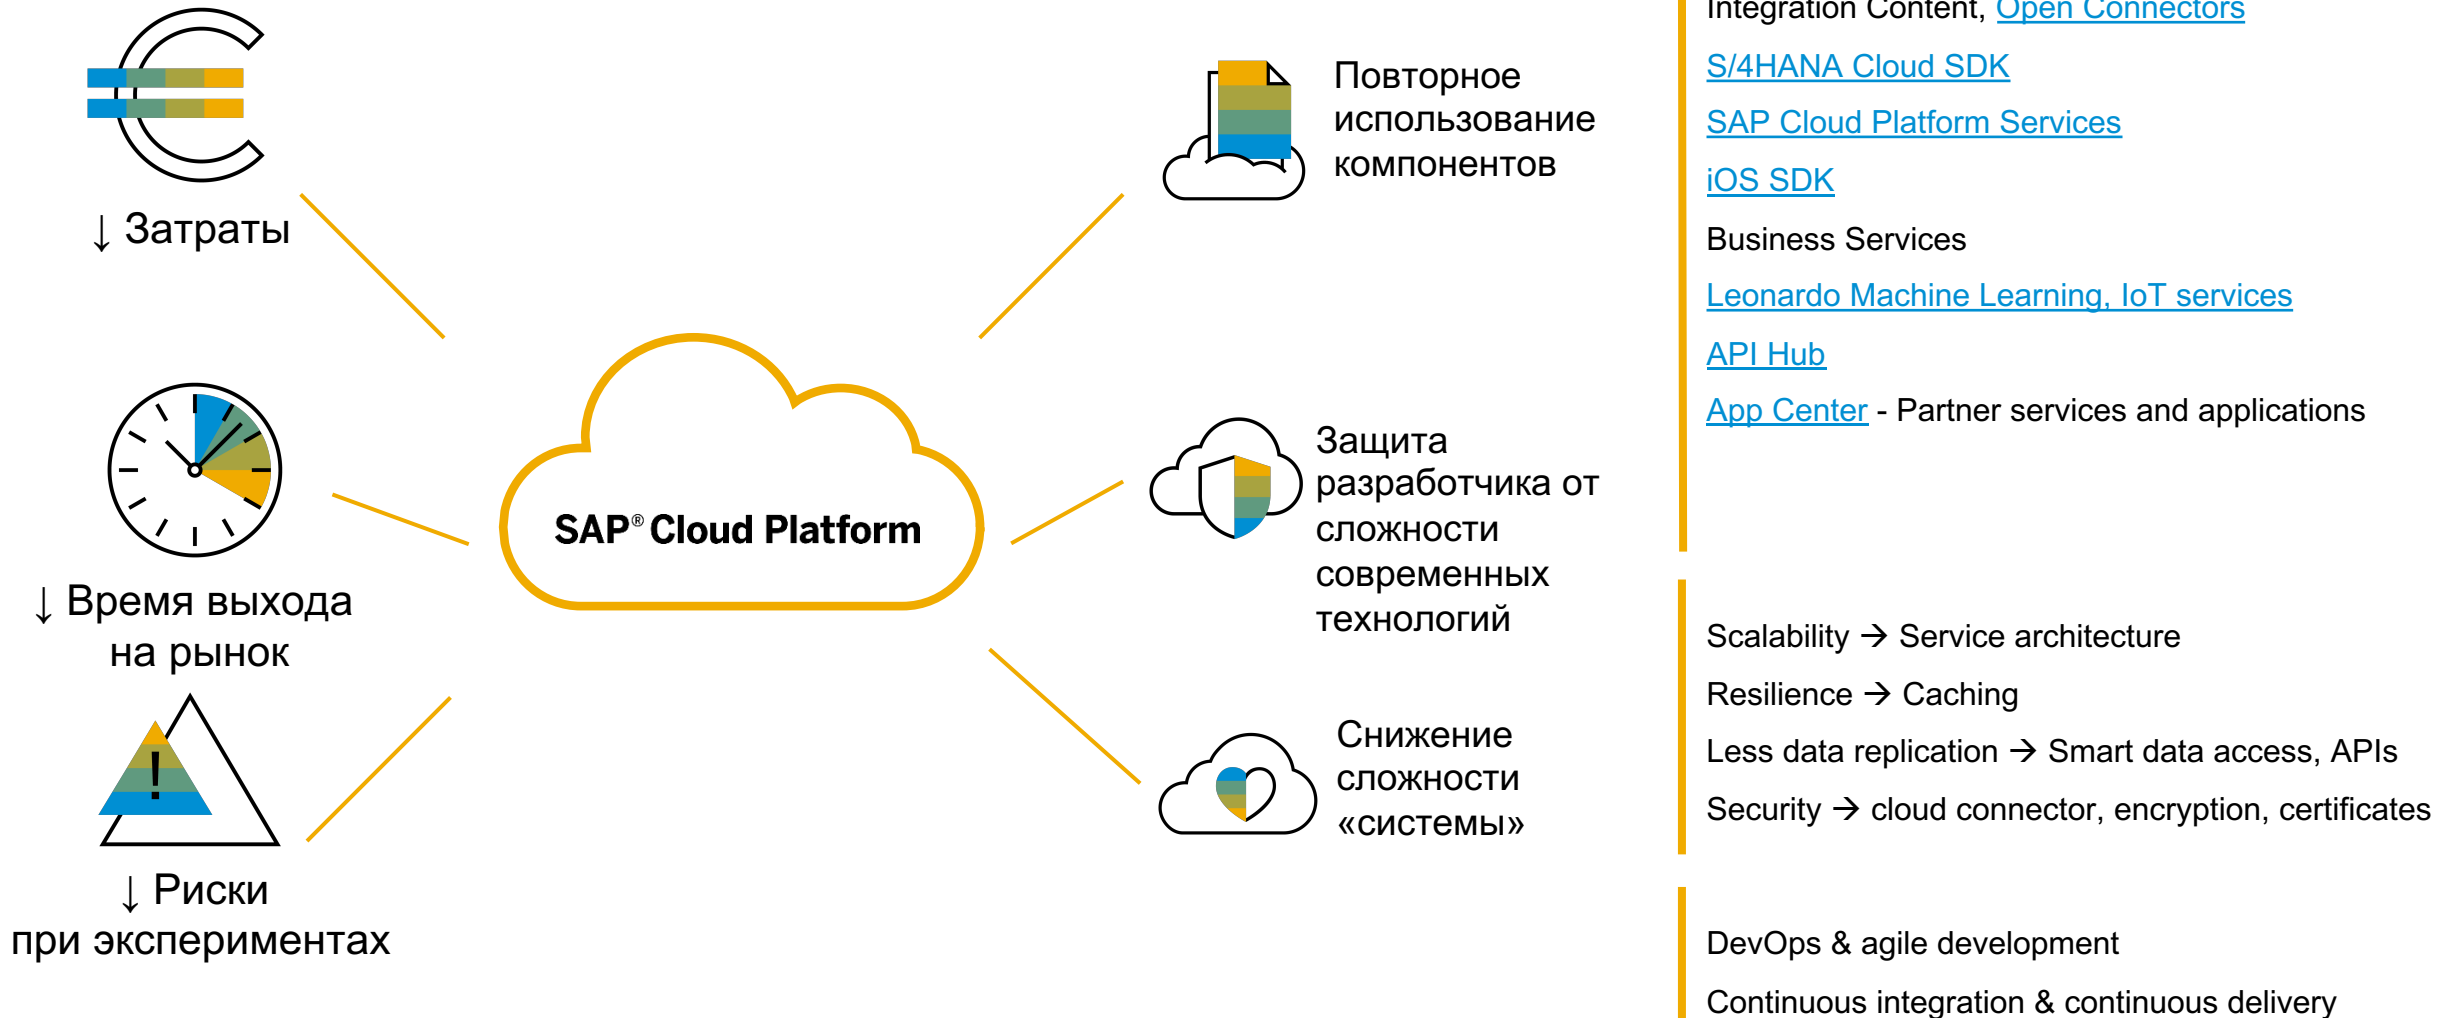 ↓ Затраты
↓ Время выхода
на рынок
!
↓ Риски
при экспериментах
SAP® Cloud Platform
Повторное
использование
компонентов
Защита
разработчика от
сложности
современных
технологий
Снижение
сложности
«системы»
Integration Content, Open Connectors
S/4HANA Cloud SDK
SAP Cloud Platform Services
iOS SDK
Business Services
Leonardo Machine Learning, IoT services
API Hub
App Center - Partner services and applications
Scalability → Service architecture
Resilience → Caching
Less data replication → Smart data access, APIs
Security → cloud connector, encryption, certificates
DevOps & agile development
Continuous integration & continuous delivery